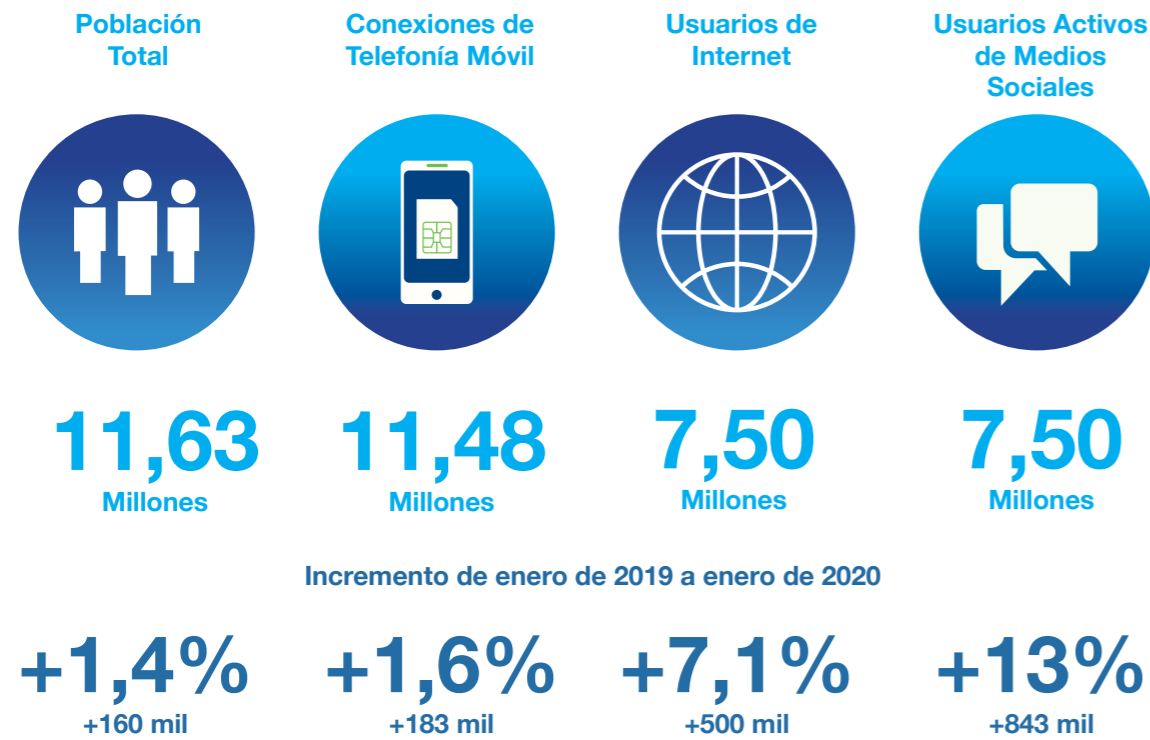 Población
Total
Conexiones de
Telefonía Móvil
Usuarios de
Internet
Usuarios Activos
de Medios
Sociales
11,63
Millones
11,48
Millones
7,50
Millones
7,50
Millones
Incremento de enero de 2019 a enero de 2020
+1,4%
+160 mil
+1,6%
+183 mil
+7,1%
+500 mil
+13%
+843 mil